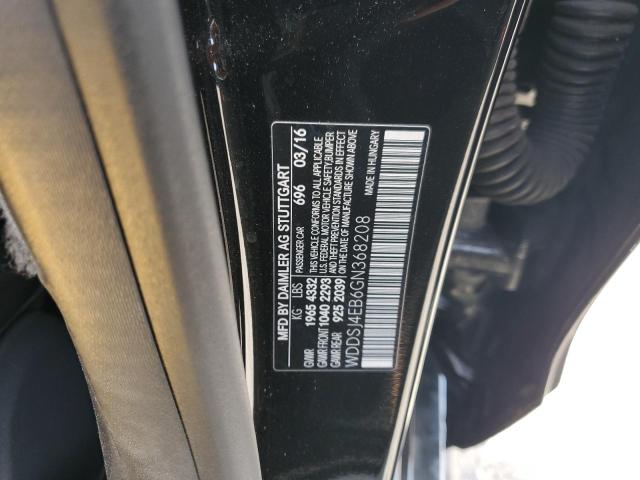 MFD BY DAIMLER AG STUTTGART
PASSENGER CAR 696 03/16
KG LBS
GVWR 1965 4332
GAWR FRONT 1040 2293
GAWR REAR 925 2039
THIS VEHICLE CONFORMS TO ALL APPLICABLE
U.S. FEDERAL MOTOR VEHICLE SAFETY, BUMPER
AND THEFT PREVENTION STANDARDS IN EFFECT
ON THE DATE OF MANUFACTURE SHOWN ABOVE
WDDSJ4EB6GN368208
MADE IN HUNGARY